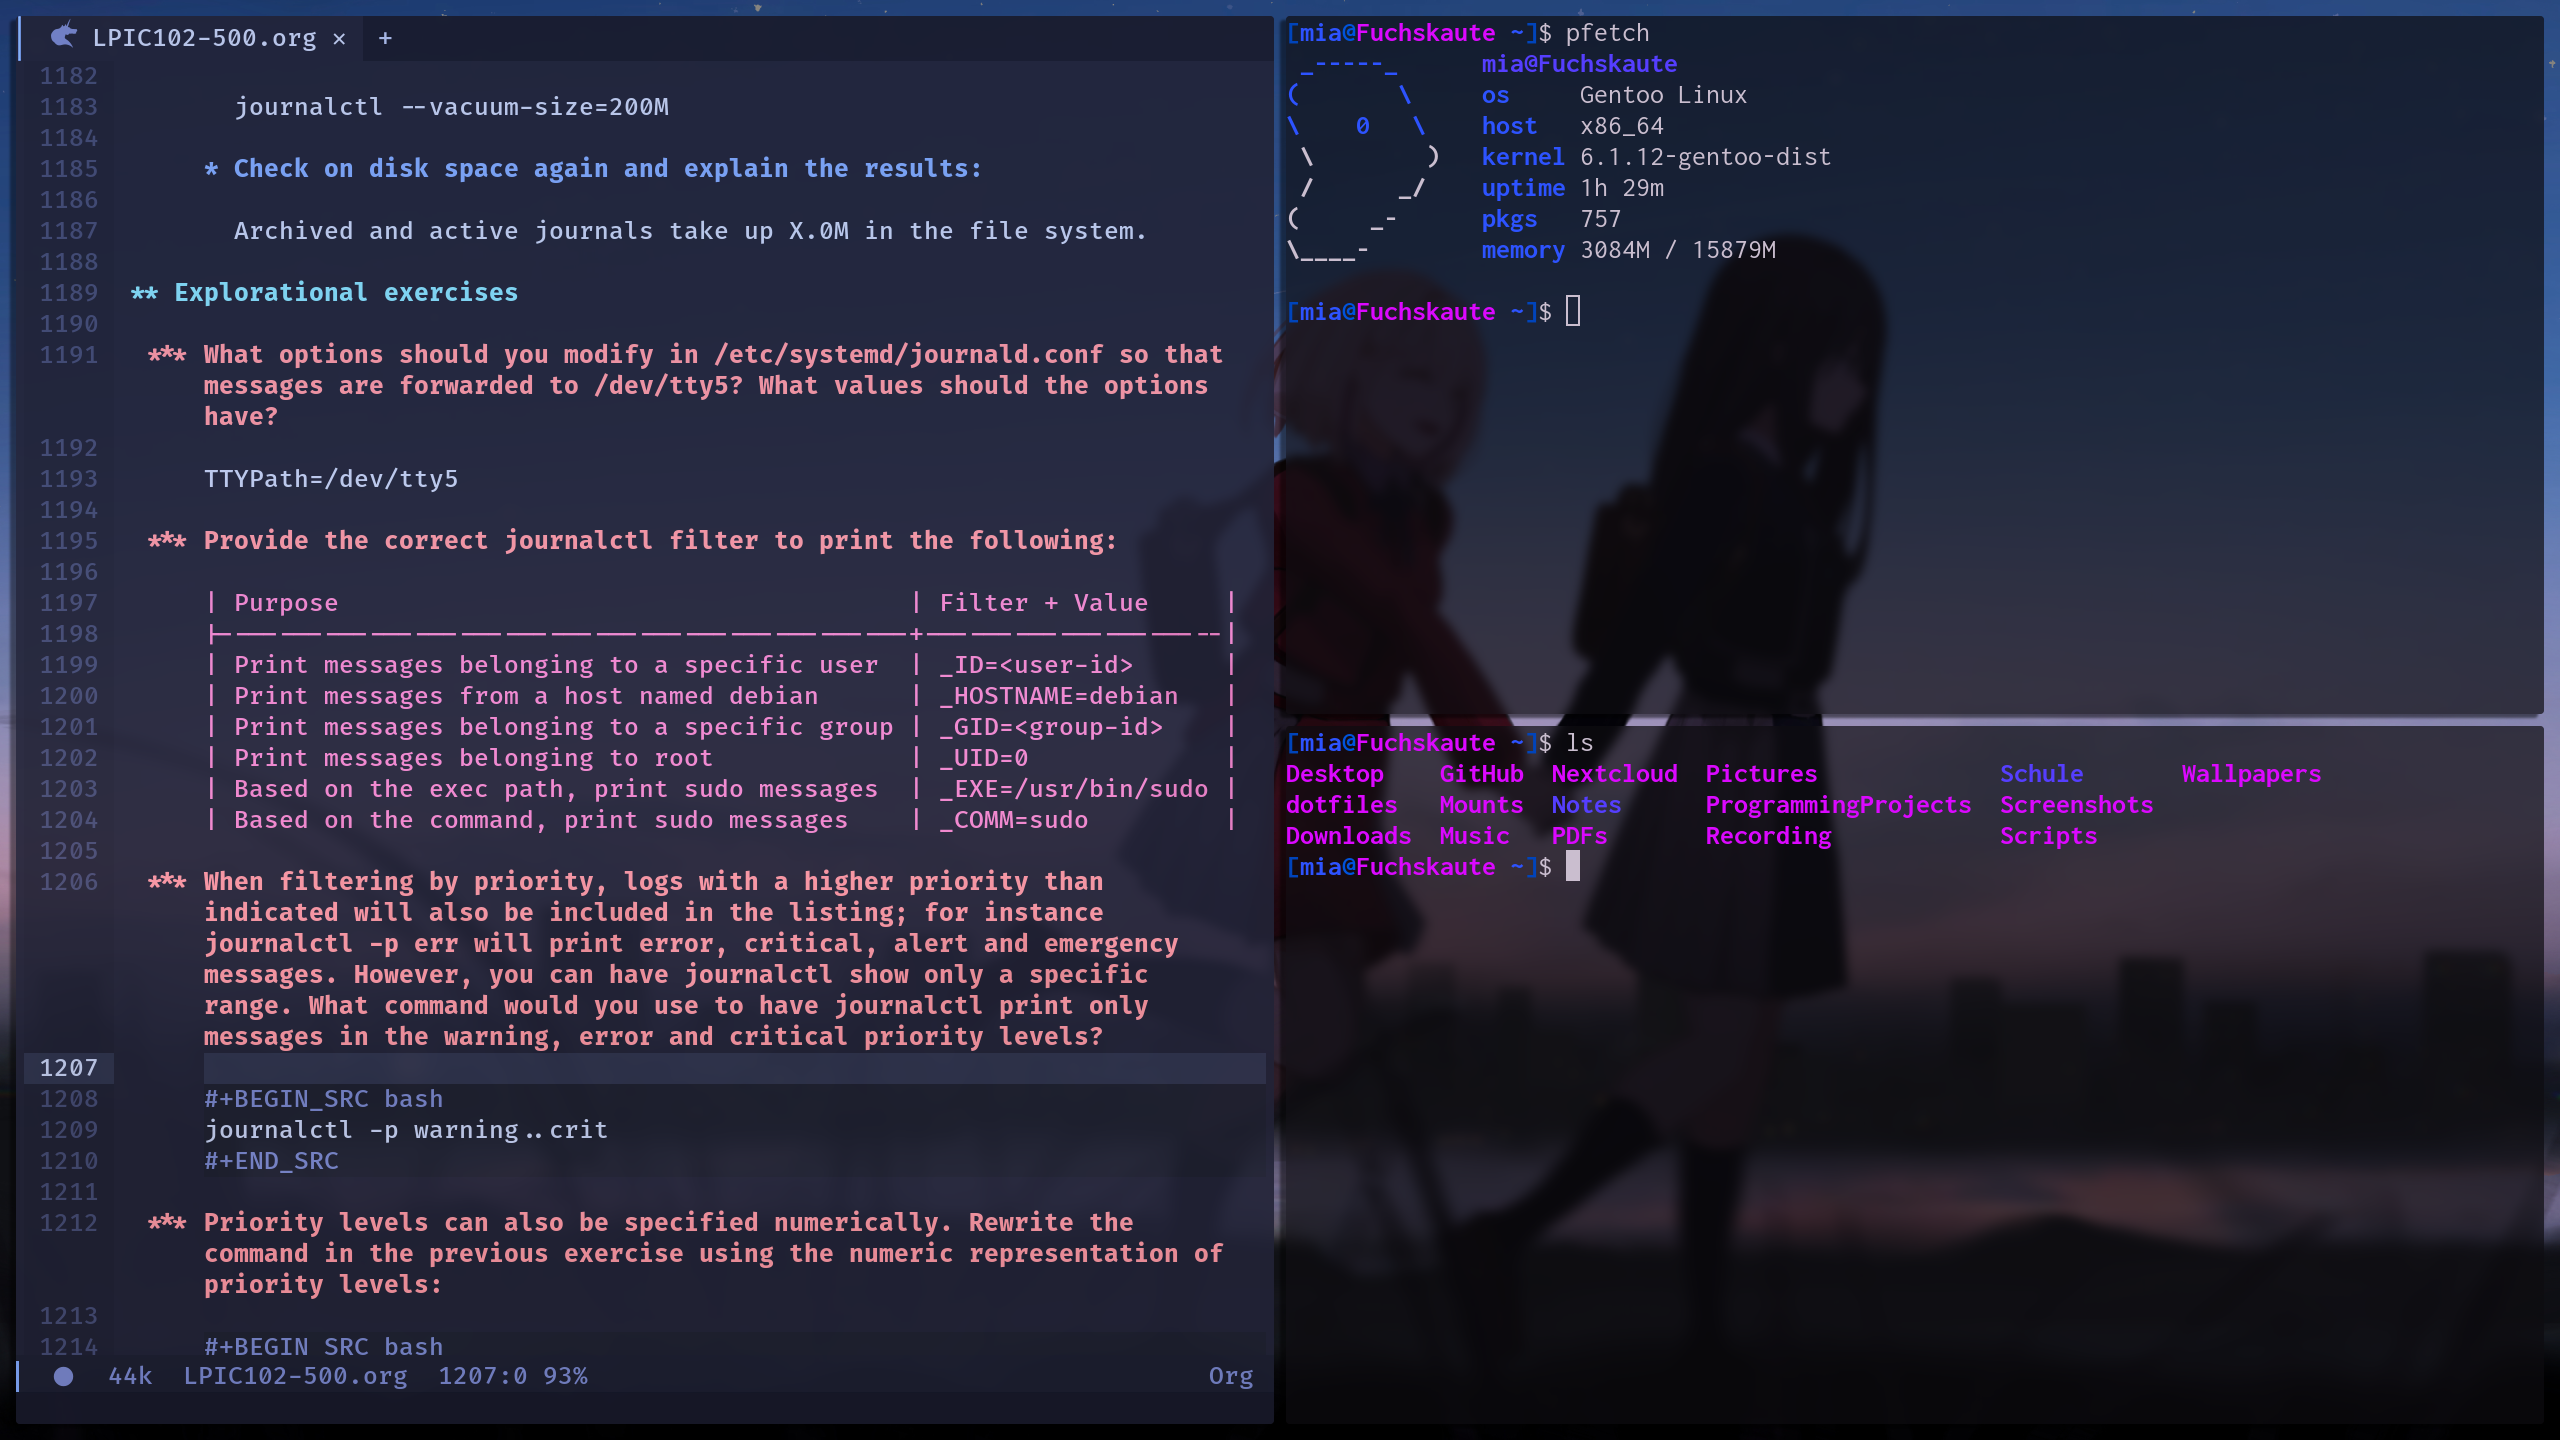 LPIC102-500.org × +
1182
1183 journalctl --vacuum-size=200M
1184
1185 * Check on disk space again and explain the results:
1186
1187 Archived and active journals take up X.0M in the file system.
1188
1189 ** Explorational exercises
1190
1191 *** What options should you modify in /etc/systemd/journald.conf so that
messages are forwarded to /dev/tty5? What values should the options
have?
1192
1193 TTYPath=/dev/tty5
1194
1195 *** Provide the correct journalctl filter to print the following:
1196
1197 | Purpose | Filter + Value |
1198 |----------------------------------------------+--------------------|
1199 | Print messages belonging to a specific user | _ID=<user-id> |
1200 | Print messages from a host named debian | _HOSTNAME=debian |
1201 | Print messages belonging to a specific group | _GID=<group-id> |
1202 | Print messages belonging to root | _UID=0 |
1203 | Based on the exec path, print sudo messages | _EXE=/usr/bin/sudo |
1204 | Based on the command, print sudo messages | _COMM=sudo |
1205
1206 *** When filtering by priority, logs with a higher priority than
indicated will also be included in the listing; for instance
journalctl -p err will print error, critical, alert and emergency
messages. However, you can have journalctl show only a specific
range. What command would you use to have journalctl print only
messages in the warning, error and critical priority levels?
1207
1208 #+BEGIN_SRC bash
1209 journalctl -p warning..crit
1210 #+END_SRC
1211
1212 *** Priority levels can also be specified numerically. Rewrite the
command in the previous exercise using the numeric representation of
priority levels:
1213
1214 #+BEGIN_SRC bash
44k LPIC102-500.org 1207:0 93% Org
[mia@Fuchskaute ~]$ pfetch
_-----_ mia@Fuchskaute
( \ os Gentoo Linux
\ 0 \ host x86_64
\ ) kernel 6.1.12-gentoo-dist
/ _/ uptime 1h 29m
( _- pkgs 757
\____- memory 3084M / 15879M
[mia@Fuchskaute ~]$
[mia@Fuchskaute ~]$ ls
Desktop GitHub Nextcloud Pictures Schule Wallpapers
dotfiles Mounts Notes ProgrammingProjects Screenshots
Downloads Music PDFs Recording Scripts
[mia@Fuchskaute ~]$